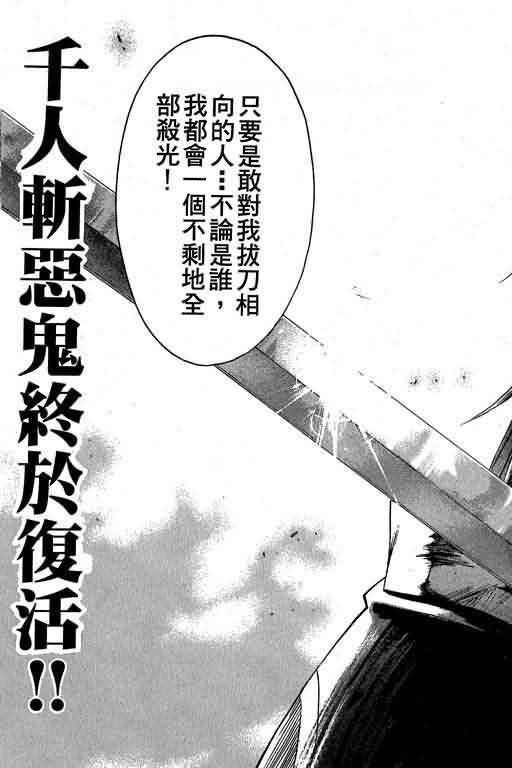 只要是敢對我拔刀相
向的人…不論是誰，
我都會一個不剩地全
部殺光！
千人斬惡鬼終於復活!!